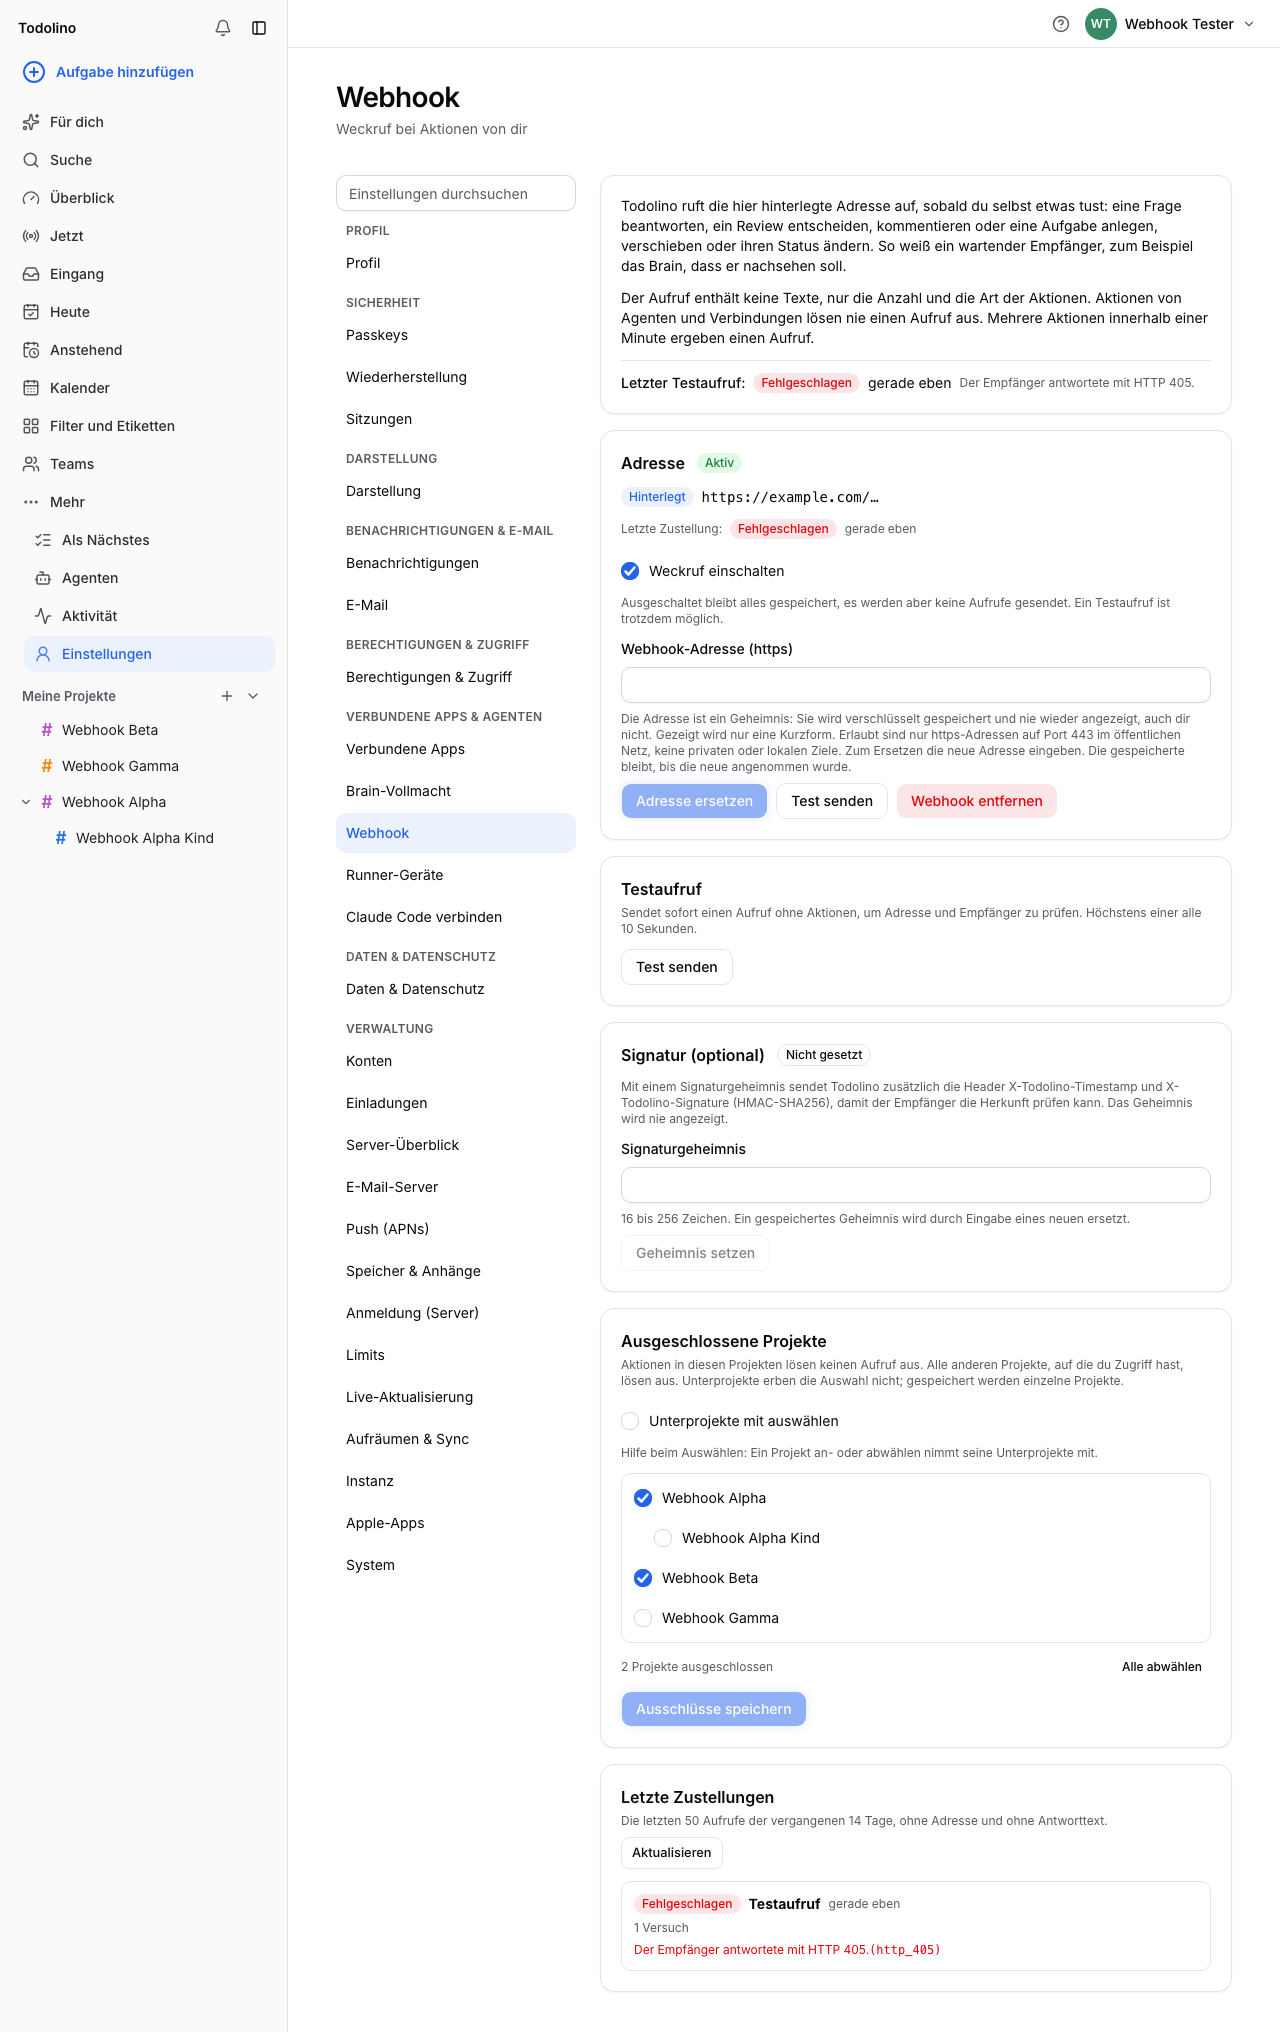 Todolino
Aufgabe hinzufügen
Für dich
Suche
Überblick
Jetzt
Eingang
Heute
Anstehend
Kalender
Filter und Etiketten
Teams
Mehr
Als Nächstes
Agenten
Aktivität
Einstellungen
Meine Projekte
# Webhook Beta
# Webhook Gamma
# Webhook Alpha
# Webhook Alpha Kind
WT Webhook Tester
Webhook
Weckruf bei Aktionen von dir
Einstellungen durchsuchen
PROFIL
Profil
SICHERHEIT
Passkeys
Wiederherstellung
Sitzungen
DARSTELLUNG
Darstellung
BENACHRICHTIGUNGEN & E-MAIL
Benachrichtigungen
E-Mail
BERECHTIGUNGEN & ZUGRIFF
Berechtigungen & Zugriff
VERBUNDENE APPS & AGENTEN
Verbundene Apps
Brain-Vollmacht
Webhook
Runner-Geräte
Claude Code verbinden
DATEN & DATENSCHUTZ
Daten & Datenschutz
VERWALTUNG
Konten
Einladungen
Server-Überblick
E-Mail-Server
Push (APNs)
Speicher & Anhänge
Anmeldung (Server)
Limits
Live-Aktualisierung
Aufräumen & Sync
Instanz
Apple-Apps
System
Todolino ruft die hier hinterlegte Adresse auf, sobald du selbst etwas tust: eine Frage
beantworten, ein Review entscheiden, kommentieren oder eine Aufgabe anlegen,
verschieben oder ihren Status ändern. So weiß ein wartender Empfänger, zum Beispiel
das Brain, dass er nachsehen soll.
Der Aufruf enthält keine Texte, nur die Anzahl und die Art der Aktionen. Aktionen von
Agenten und Verbindungen lösen nie einen Aufruf aus. Mehrere Aktionen innerhalb einer
Minute ergeben einen Aufruf.
Letzter Testaufruf: Fehlgeschlagen gerade eben Der Empfänger antwortete mit HTTP 405.
Adresse Aktiv
Hinterlegt https://example.com/…
Letzte Zustellung: Fehlgeschlagen gerade eben
Weckruf einschalten
Ausgeschaltet bleibt alles gespeichert, es werden aber keine Aufrufe gesendet. Ein Testaufruf ist
trotzdem möglich.
Webhook-Adresse (https)
Die Adresse ist ein Geheimnis: Sie wird verschlüsselt gespeichert und nie wieder angezeigt, auch dir
nicht. Gezeigt wird nur eine Kurzform. Erlaubt sind nur https-Adressen auf Port 443 im öffentlichen
Netz, keine privaten oder lokalen Ziele. Zum Ersetzen die neue Adresse eingeben. Die gespeicherte
bleibt, bis die neue angenommen wurde.
Adresse ersetzen Test senden Webhook entfernen
Testaufruf
Sendet sofort einen Aufruf ohne Aktionen, um Adresse und Empfänger zu prüfen. Höchstens einer alle
10 Sekunden.
Test senden
Signatur (optional) Nicht gesetzt
Mit einem Signaturgeheimnis sendet Todolino zusätzlich die Header X-Todolino-Timestamp und X-
Todolino-Signature (HMAC-SHA256), damit der Empfänger die Herkunft prüfen kann. Das Geheimnis
wird nie angezeigt.
Signaturgeheimnis
16 bis 256 Zeichen. Ein gespeichertes Geheimnis wird durch Eingabe eines neuen ersetzt.
Geheimnis setzen
Ausgeschlossene Projekte
Aktionen in diesen Projekten lösen keinen Aufruf aus. Alle anderen Projekte, auf die du Zugriff hast,
lösen aus. Unterprojekte erben die Auswahl nicht; gespeichert werden einzelne Projekte.
Unterprojekte mit auswählen
Hilfe beim Auswählen: Ein Projekt an- oder abwählen nimmt seine Unterprojekte mit.
Webhook Alpha
Webhook Alpha Kind
Webhook Beta
Webhook Gamma
2 Projekte ausgeschlossen Alle abwählen
Ausschlüsse speichern
Letzte Zustellungen
Die letzten 50 Aufrufe der vergangenen 14 Tage, ohne Adresse und ohne Antworttext.
Aktualisieren
Fehlgeschlagen Testaufruf gerade eben
1 Versuch
Der Empfänger antwortete mit HTTP 405.(http_405)